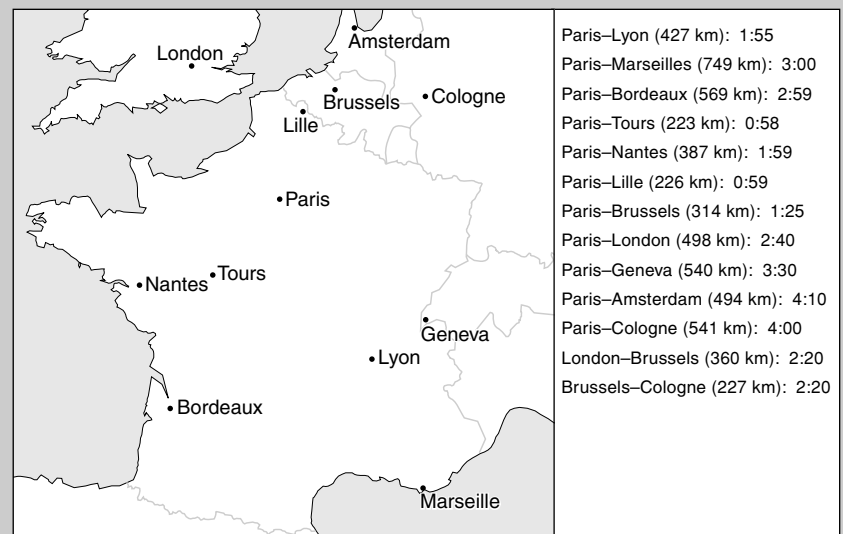 Amsterdam
London
Brussels
Cologne
Lille
Paris
Tours
Nantes
Geneva
Lyon
Bordeaux
Marseille
Paris–Lyon (427 km): 1:55
Paris–Marseilles (749 km): 3:00
Paris–Bordeaux (569 km): 2:59
Paris–Tours (223 km): 0:58
Paris–Nantes (387 km): 1:59
Paris–Lille (226 km): 0:59
Paris–Brussels (314 km): 1:25
Paris–London (498 km): 2:40
Paris–Geneva (540 km): 3:30
Paris–Amsterdam (494 km): 4:10
Paris–Cologne (541 km): 4:00
London–Brussels (360 km): 2:20
Brussels–Cologne (227 km): 2:20